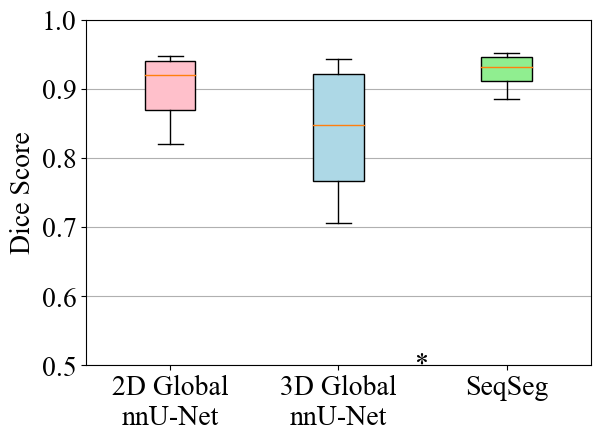 1.0
0.9
0.8
0.7
0.6
0.5
Dice Score
*
2D Global
nnU-Net
3D Global
nnU-Net
SeqSeg